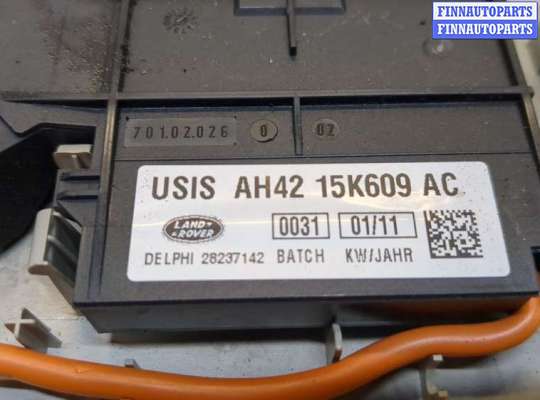 FINNAUTOPARTS
FINNAUTOPARTS
70102026 0 02
USIS AH42 15K609 AC
LAND ROVER 0031 01/11
DELPHI 28237142 BATCH KW/JAHR